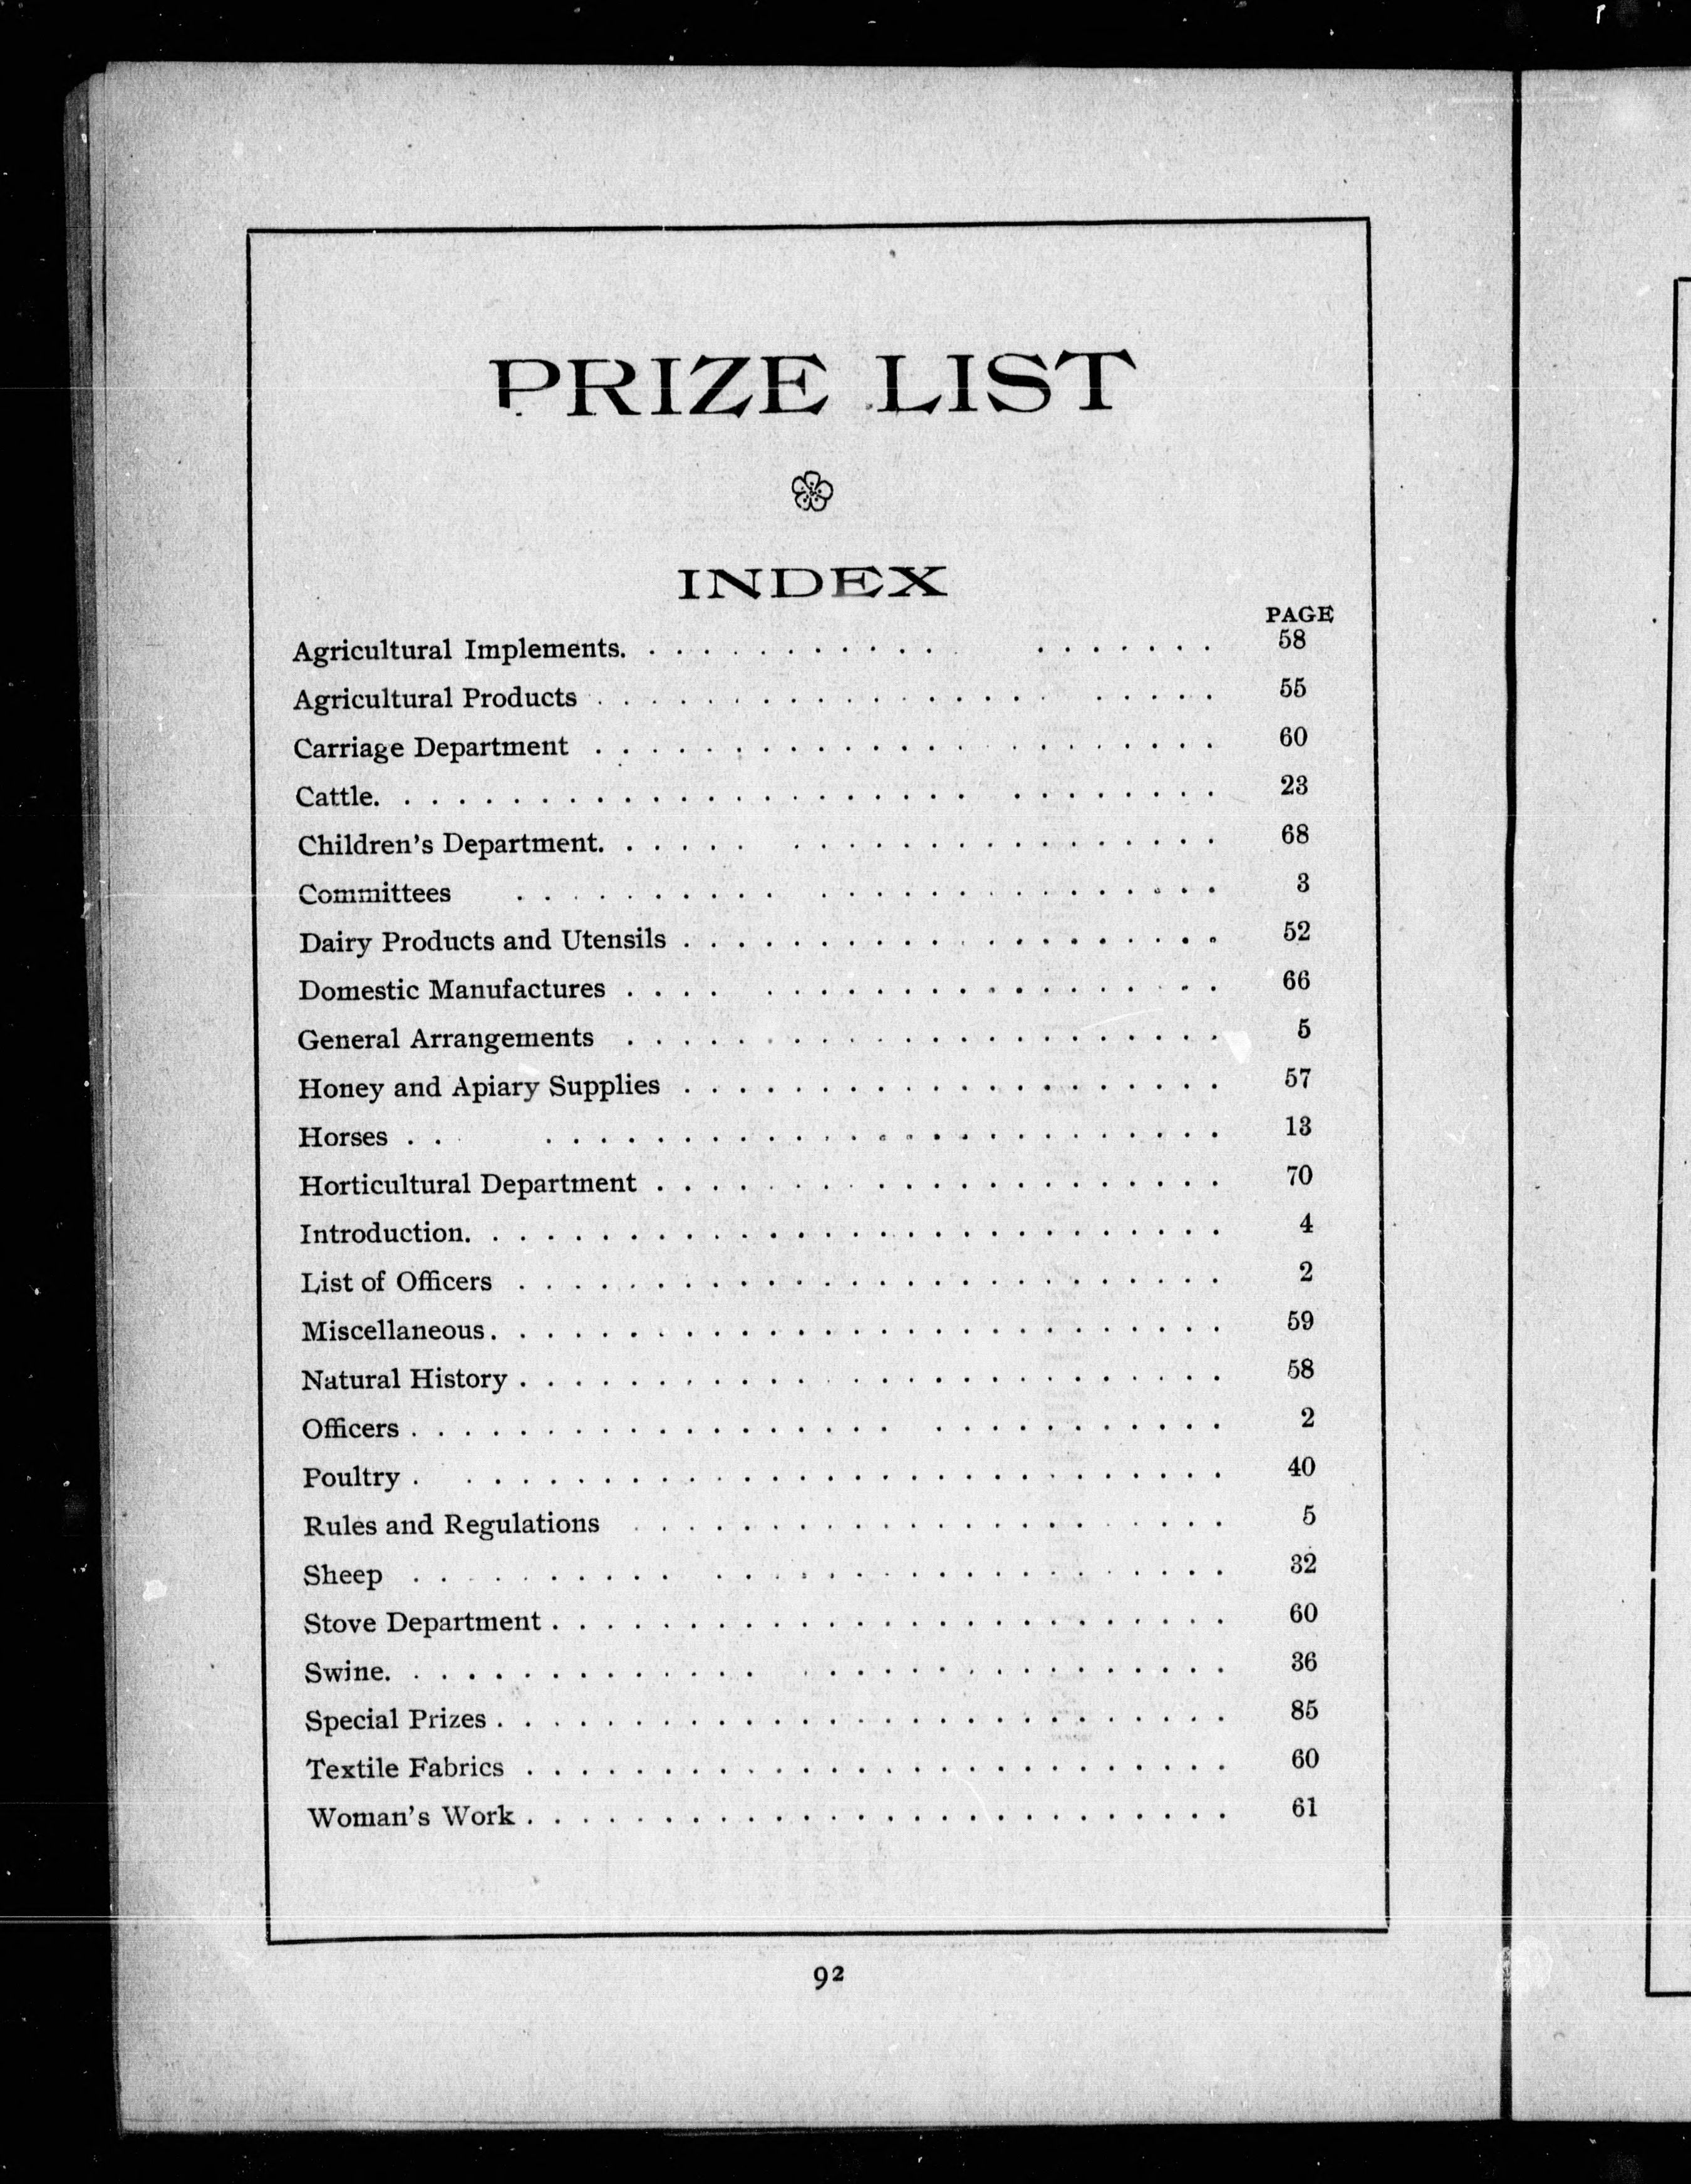 PRIZE LIST
INDEX
PAGE
Agricultural Implements. . . . . . . . . . . . . . . . . . . 58
Agricultural Products . . . . . . . . . . . . . . . . . . . 55
Carriage Department . . . . . . . . . . . . . . . . . . . 60
Cattle. . . . . . . . . . . . . . . . . . . 23
Children's Department. . . . . . . . . . . . . . . . . . . 68
Committees . . . . . . . . . . . . . . . . . . . 3
Dairy Products and Utensils . . . . . . . . . . . . . . . . . . . 52
Domestic Manufactures . . . . . . . . . . . . . . . . . . . 66
General Arrangements . . . . . . . . . . . . . . . . . . . 5
Honey and Apiary Supplies . . . . . . . . . . . . . . . . . . . 57
Horses . . . . . . . . . . . . . . . . . . . 13
Horticultural Department . . . . . . . . . . . . . . . . . . . 70
Introduction. . . . . . . . . . . . . . . . . . . 4
List of Officers . . . . . . . . . . . . . . . . . . . 2
Miscellaneous. . . . . . . . . . . . . . . . . . . 59
Natural History . . . . . . . . . . . . . . . . . . . 58
Officers . . . . . . . . . . . . . . . . . . . 2
Poultry . . . . . . . . . . . . . . . . . . . 40
Rules and Regulations . . . . . . . . . . . . . . . . . . . 5
Sheep . . . . . . . . . . . . . . . . . . . 32
Stove Department . . . . . . . . . . . . . . . . . . . 60
Swine. . . . . . . . . . . . . . . . . . . 36
Special Prizes . . . . . . . . . . . . . . . . . . . 85
Textile Fabrics . . . . . . . . . . . . . . . . . . . 60
Woman's Work . . . . . . . . . . . . . . . . . . . 61
92